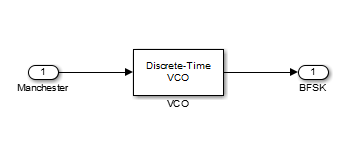 1
Manchester
Discrete-Time
VCO
VCO
1
BFSK